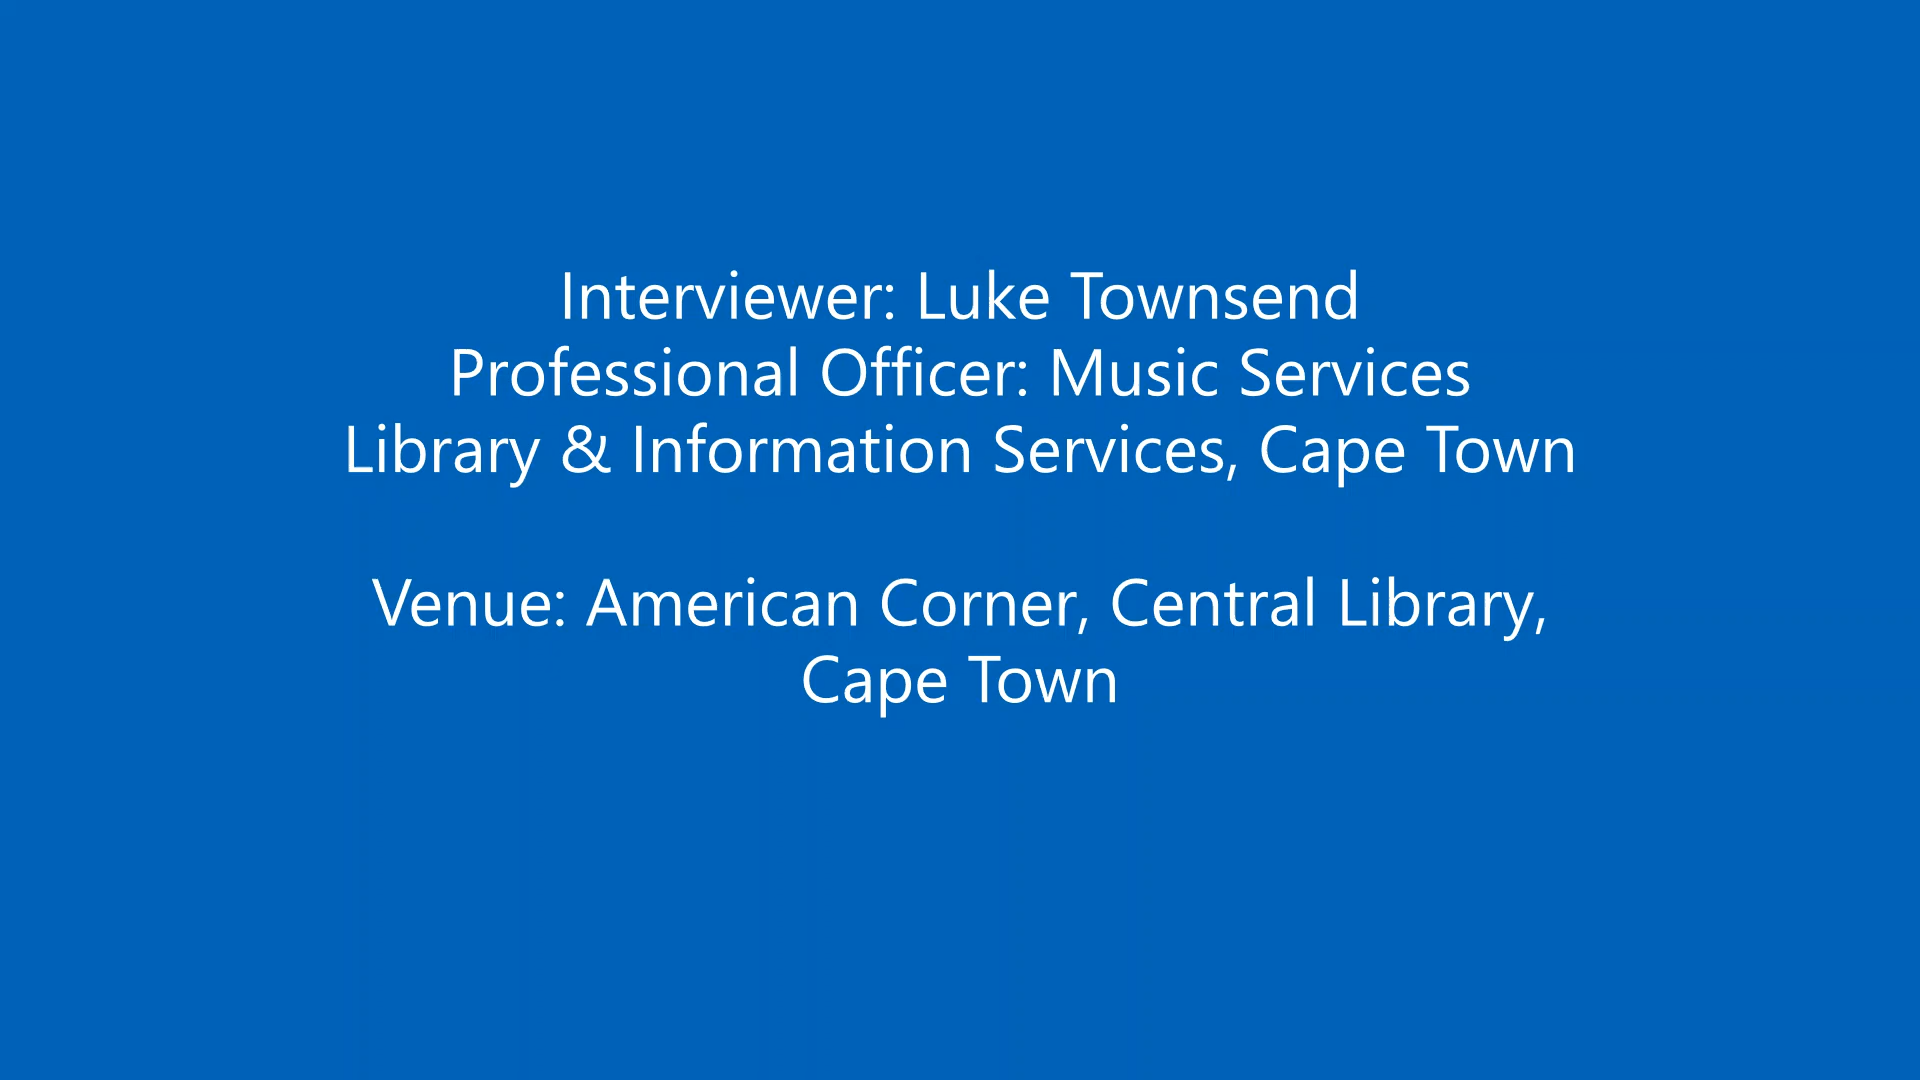 Interviewer: Luke Townsend
Professional Officer: Music Services
Library & Information Services, Cape Town
Venue: American Corner, Central Library,
Cape Town